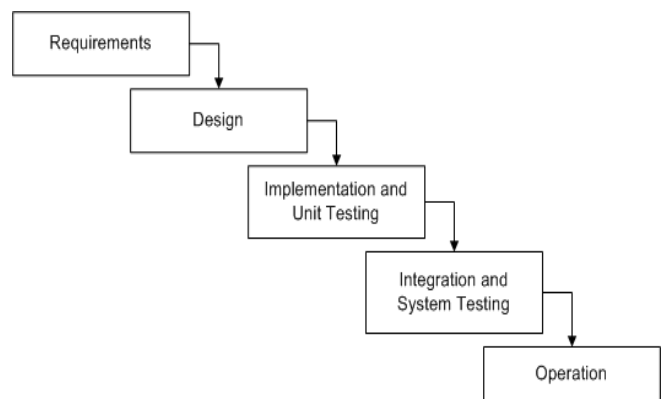 Requirements
Design
Implementation and
Unit Testing
Integration and
System Testing
Operation